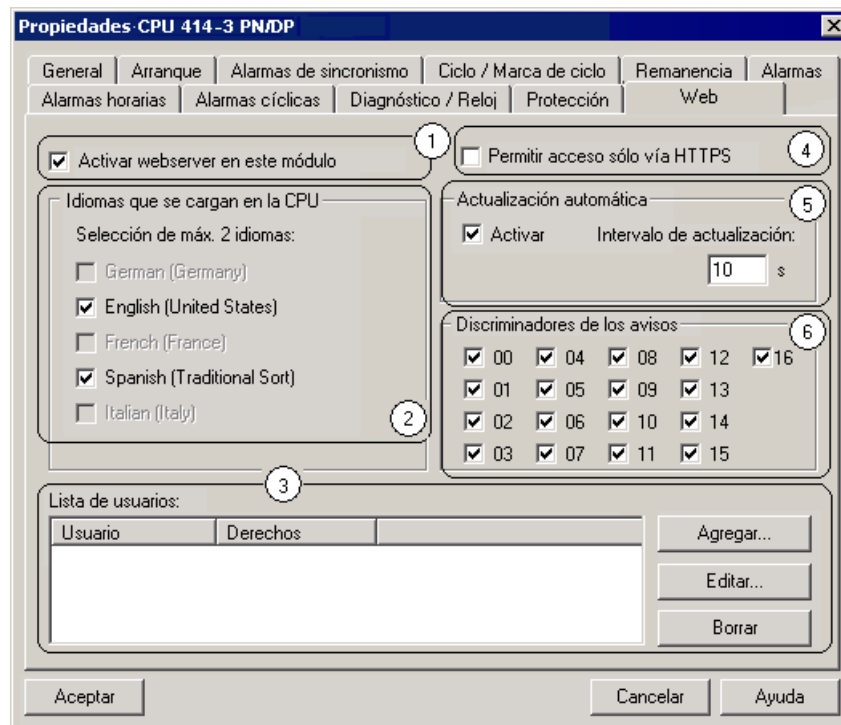 Propiedades·CPU 414-3 PN/DP
General Arranque Alarmas de sincronismo Ciclo / Marca de ciclo Remanencia Alarmas
Alarmas horarias Alarmas cíclicas Diagnóstico / Reloj Protección Web
Activar webserver en este módulo 1
Permitir acceso sólo vía HTTPS 4
Idiomas que se cargan en la CPU
Selección de máx. 2 idiomas:
German (Germany)
English (United States)
French (France)
Spanish (Traditional Sort)
Italian (Italy)
2
Actualización automática 5
Activar Intervalo de actualización:
10 s
Discriminadores de los avisos 6
00 04 08 12 16
01 05 09 13
02 06 10 14
03 07 11 15
3
Lista de usuarios:
Usuario Derechos
Agregar...
Editar...
Borrar
Aceptar Cancelar Ayuda